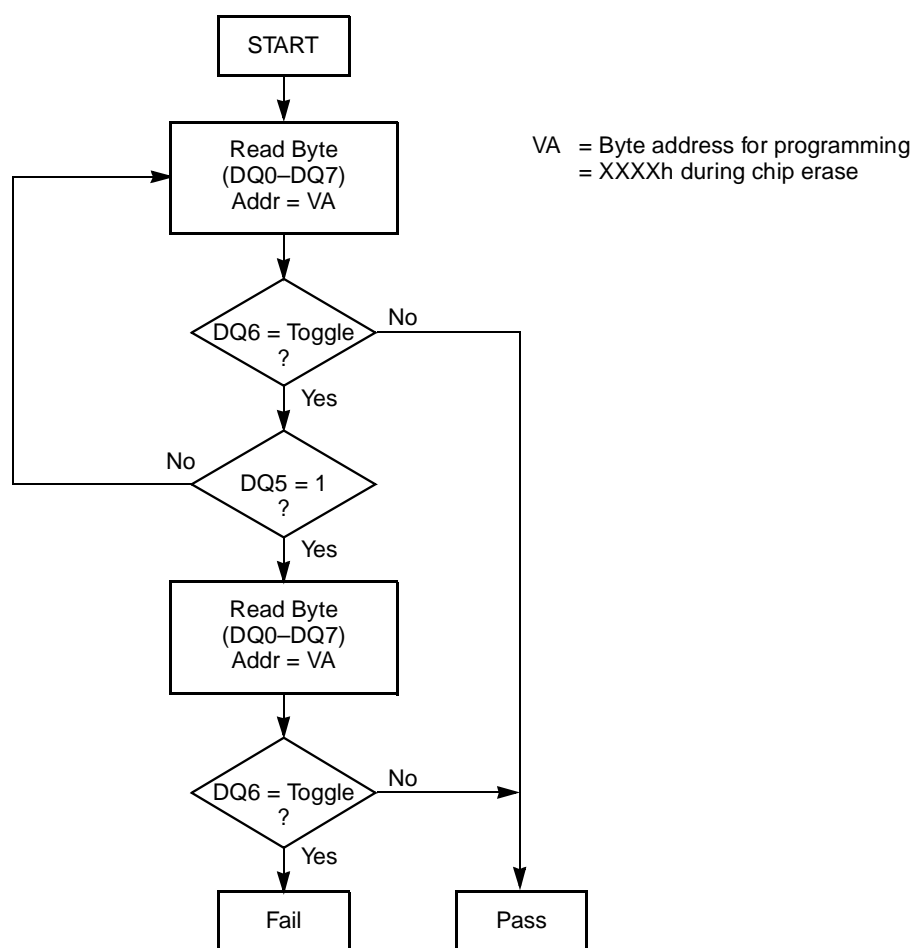 START
Read Byte
(DQ0–DQ7)
Addr = VA
VA = Byte address for programming
= XXXXh during chip erase
DQ6 = Toggle
?
No
Yes
No
DQ5 = 1
?
Yes
Read Byte
(DQ0–DQ7)
Addr = VA
DQ6 = Toggle
?
No
Yes
Fail
Pass